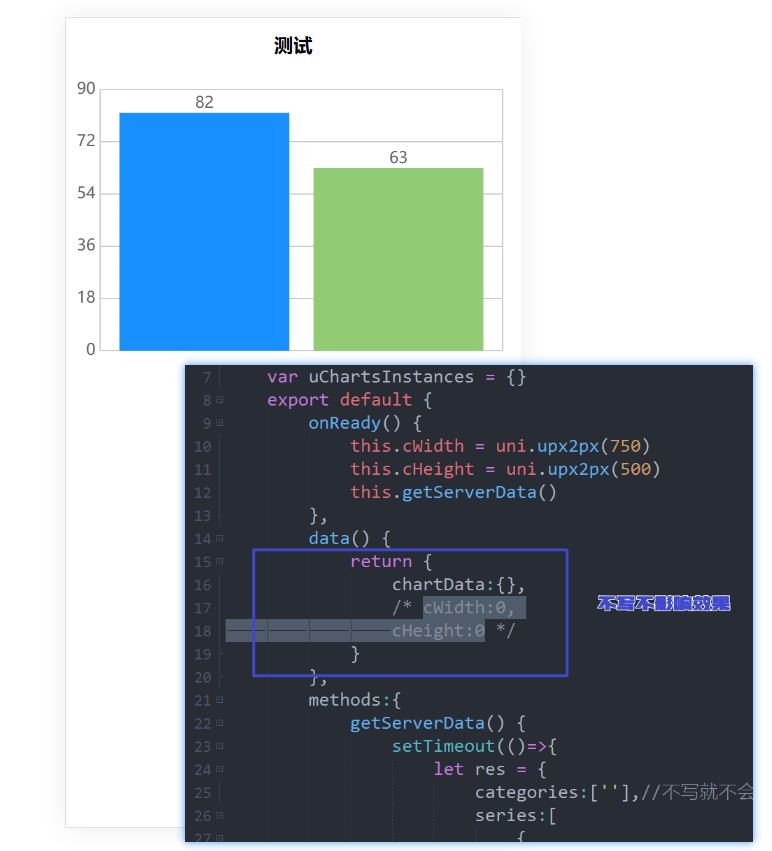 测试
90
82
72
63
54
36
18
0
7 var uChartsInstances = {}
8 export default {
9 onReady() {
10 this.cWidth = uni.upx2px(750)
11 this.cHeight = uni.upx2px(500)
12 this.getServerData()
13 },
14 data() {
15 return {
16 chartData:{},
17 /* cWidth:0,
18 cHeight:0 */
19 }
20 },
21 methods:{
22 getServerData() {
23 setTimeout(()=>{
24 let res = {
25 categories:[''],//不写就不会
26 series:[
27 {
不写不影响效果